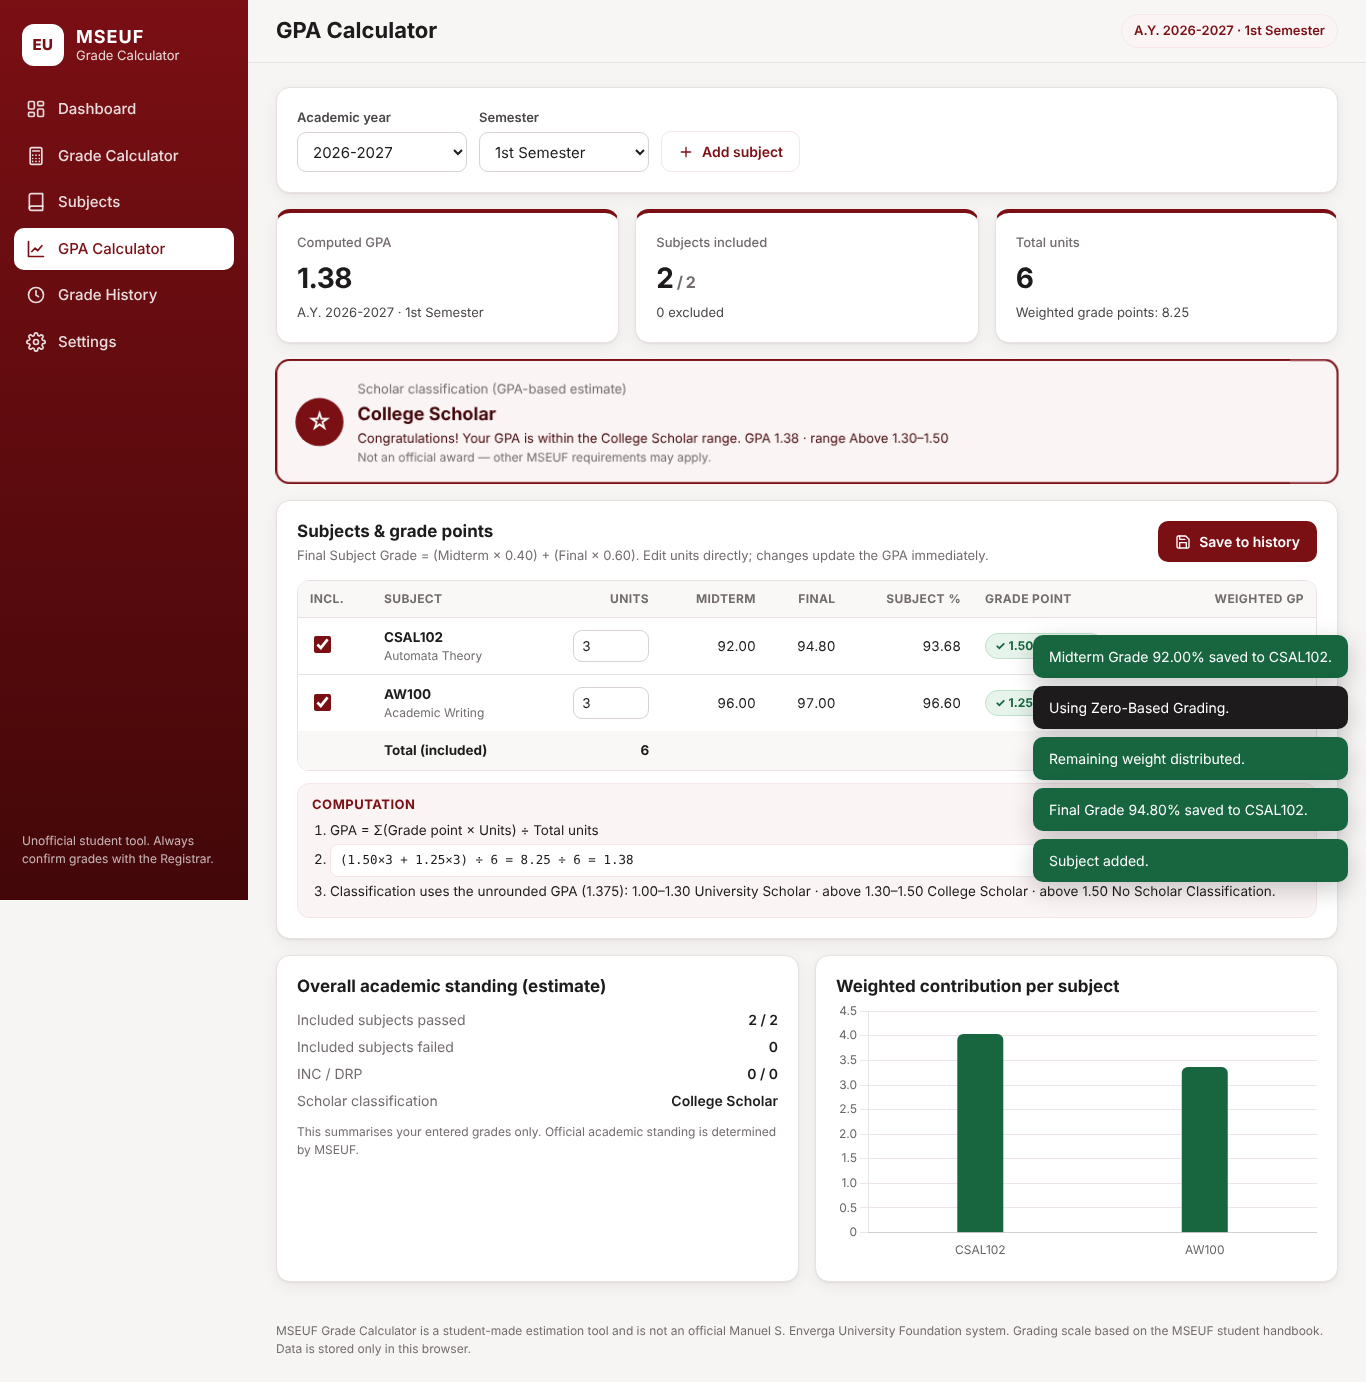 EU
MSEUF
Grade Calculator
Dashboard
Grade Calculator
Subjects
GPA Calculator
Grade History
Settings
Unofficial student tool. Always
confirm grades with the Registrar.
GPA Calculator
A.Y. 2026-2027 · 1st Semester
Academic year
Semester
2026-2027
1st Semester
Add subject
Computed GPA
1.38
A.Y. 2026-2027 · 1st Semester
Subjects included
2 / 2
0 excluded
Total units
6
Weighted grade points: 8.25
Scholar classification (GPA-based estimate)
College Scholar
Congratulations! Your GPA is within the College Scholar range. GPA 1.38 · range Above 1.30–1.50
Not an official award — other MSEUF requirements may apply.
Subjects & grade points
Final Subject Grade = (Midterm × 0.40) + (Final × 0.60). Edit units directly; changes update the GPA immediately.
Save to history
INCL. SUBJECT UNITS MIDTERM FINAL SUBJECT % GRADE POINT WEIGHTED GP
CSAL102 3 92.00 94.80 93.68 ✓ 1.50
Automata Theory
AW100 3 96.00 97.00 96.60 ✓ 1.25
Academic Writing
Total (included) 6
Midterm Grade 92.00% saved to CSAL102.
Using Zero-Based Grading.
Remaining weight distributed.
Final Grade 94.80% saved to CSAL102.
Subject added.
COMPUTATION
1. GPA = Σ(Grade point × Units) ÷ Total units
2. (1.50×3 + 1.25×3) ÷ 6 = 8.25 ÷ 6 = 1.38
3. Classification uses the unrounded GPA (1.375): 1.00–1.30 University Scholar · above 1.30–1.50 College Scholar · above 1.50 No Scholar Classification.
Overall academic standing (estimate)
Included subjects passed 2 / 2
Included subjects failed 0
INC / DRP 0 / 0
Scholar classification College Scholar
This summarises your entered grades only. Official academic standing is determined
by MSEUF.
Weighted contribution per subject
4.5
4.0
3.5
3.0
2.5
2.0
1.5
1.0
0.5
0
CSAL102 AW100
MSEUF Grade Calculator is a student-made estimation tool and is not an official Manuel S. Enverga University Foundation system. Grading scale based on the MSEUF student handbook.
Data is stored only in this browser.